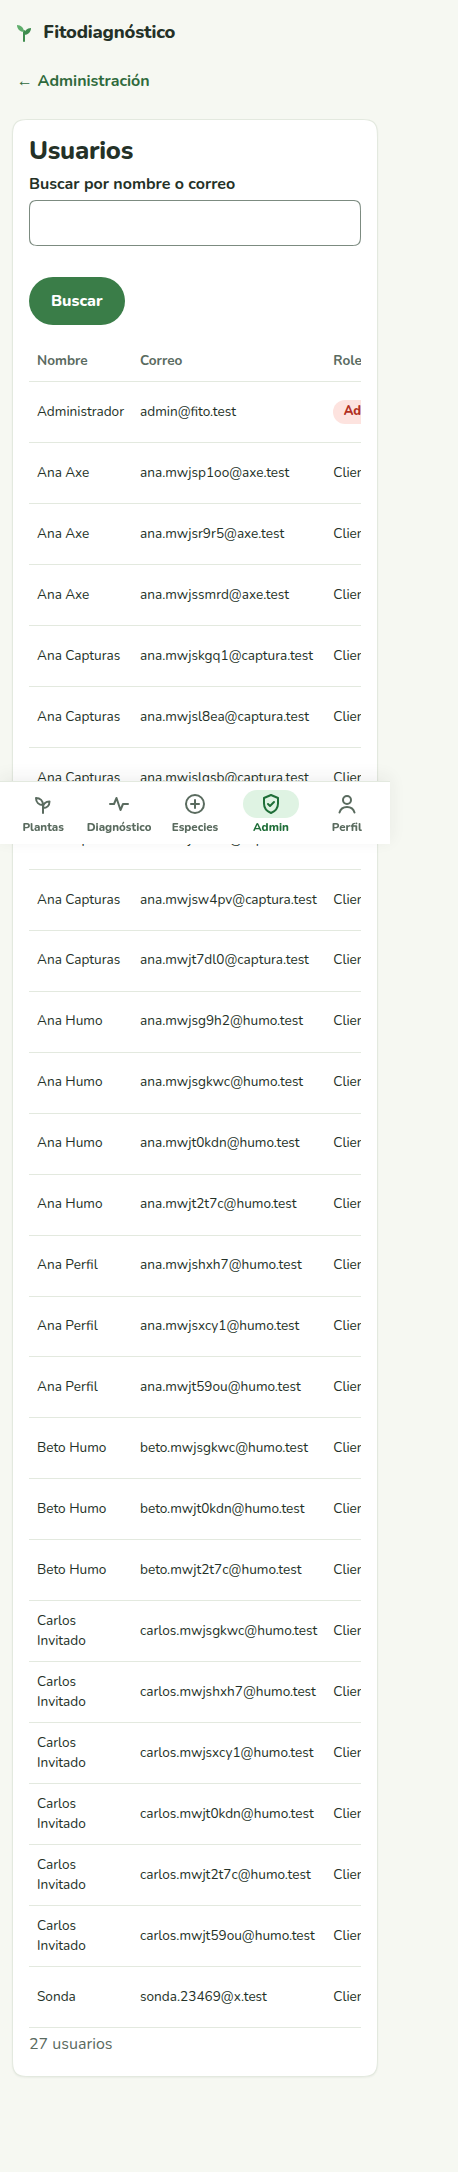 Fitodiagnóstico
← Administración
Usuarios
Buscar por nombre o correo
Buscar
Nombre Correo Role
Administrador admin@fito.test Ad
Ana Axe ana.mwjsp1oo@axe.test Clier
Ana Axe ana.mwjsr9r5@axe.test Clier
Ana Axe ana.mwjssmrd@axe.test Clier
Ana Capturas ana.mwjskgq1@captura.test Clier
Ana Capturas ana.mwjsl8ea@captura.test Clier
Ana Capturas ana.mwjslqsb@captura.test Clier
Plantas Diagnóstico Especies Admin Perfil
Ana Capturas ana.mwjsw4pv@captura.test Clier
Ana Capturas ana.mwjt7dl0@captura.test Clier
Ana Humo ana.mwjsg9h2@humo.test Clier
Ana Humo ana.mwjsgkwc@humo.test Clier
Ana Humo ana.mwjt0kdn@humo.test Clier
Ana Humo ana.mwjt2t7c@humo.test Clier
Ana Perfil ana.mwjshxh7@humo.test Clier
Ana Perfil ana.mwjsxcy1@humo.test Clier
Ana Perfil ana.mwjt59ou@humo.test Clier
Beto Humo beto.mwjsgkwc@humo.test Clier
Beto Humo beto.mwjt0kdn@humo.test Clier
Beto Humo beto.mwjt2t7c@humo.test Clier
Carlos
Invitado carlos.mwjsgkwc@humo.test Clier
Carlos
Invitado carlos.mwjshxh7@humo.test Clier
Carlos
Invitado carlos.mwjsxcy1@humo.test Clier
Carlos
Invitado carlos.mwjt0kdn@humo.test Clier
Carlos
Invitado carlos.mwjt2t7c@humo.test Clier
Carlos
Invitado carlos.mwjt59ou@humo.test Clier
Sonda sonda.23469@x.test Clier
27 usuarios